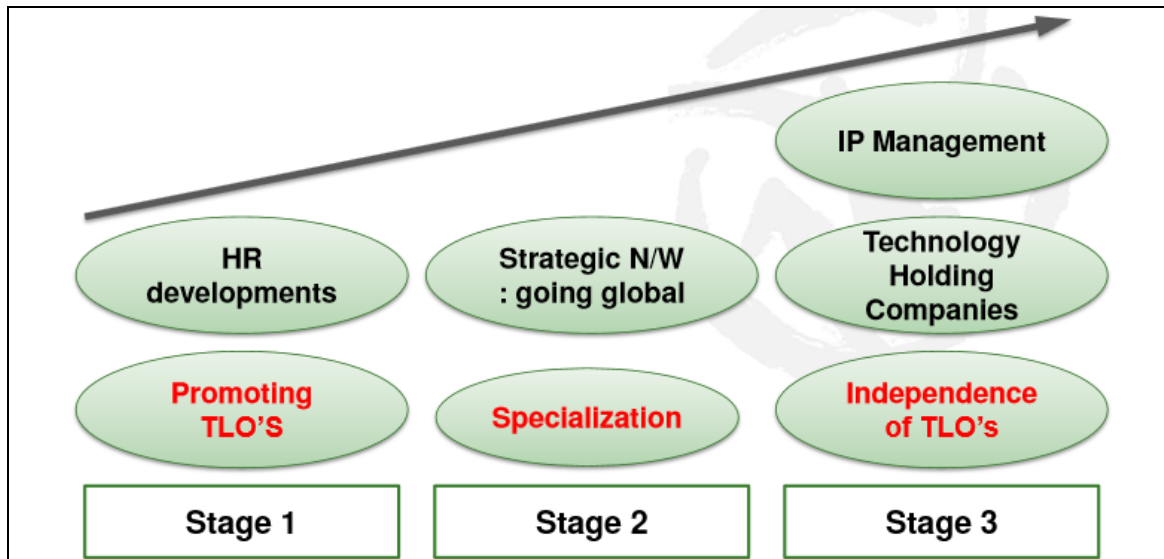 IP Management
HR
developments
Strategic N/W
: going global
Technology
Holding
Companies
Promoting
TLO'S
Specialization
Independence
of TLO's
Stage 1
Stage 2
Stage 3